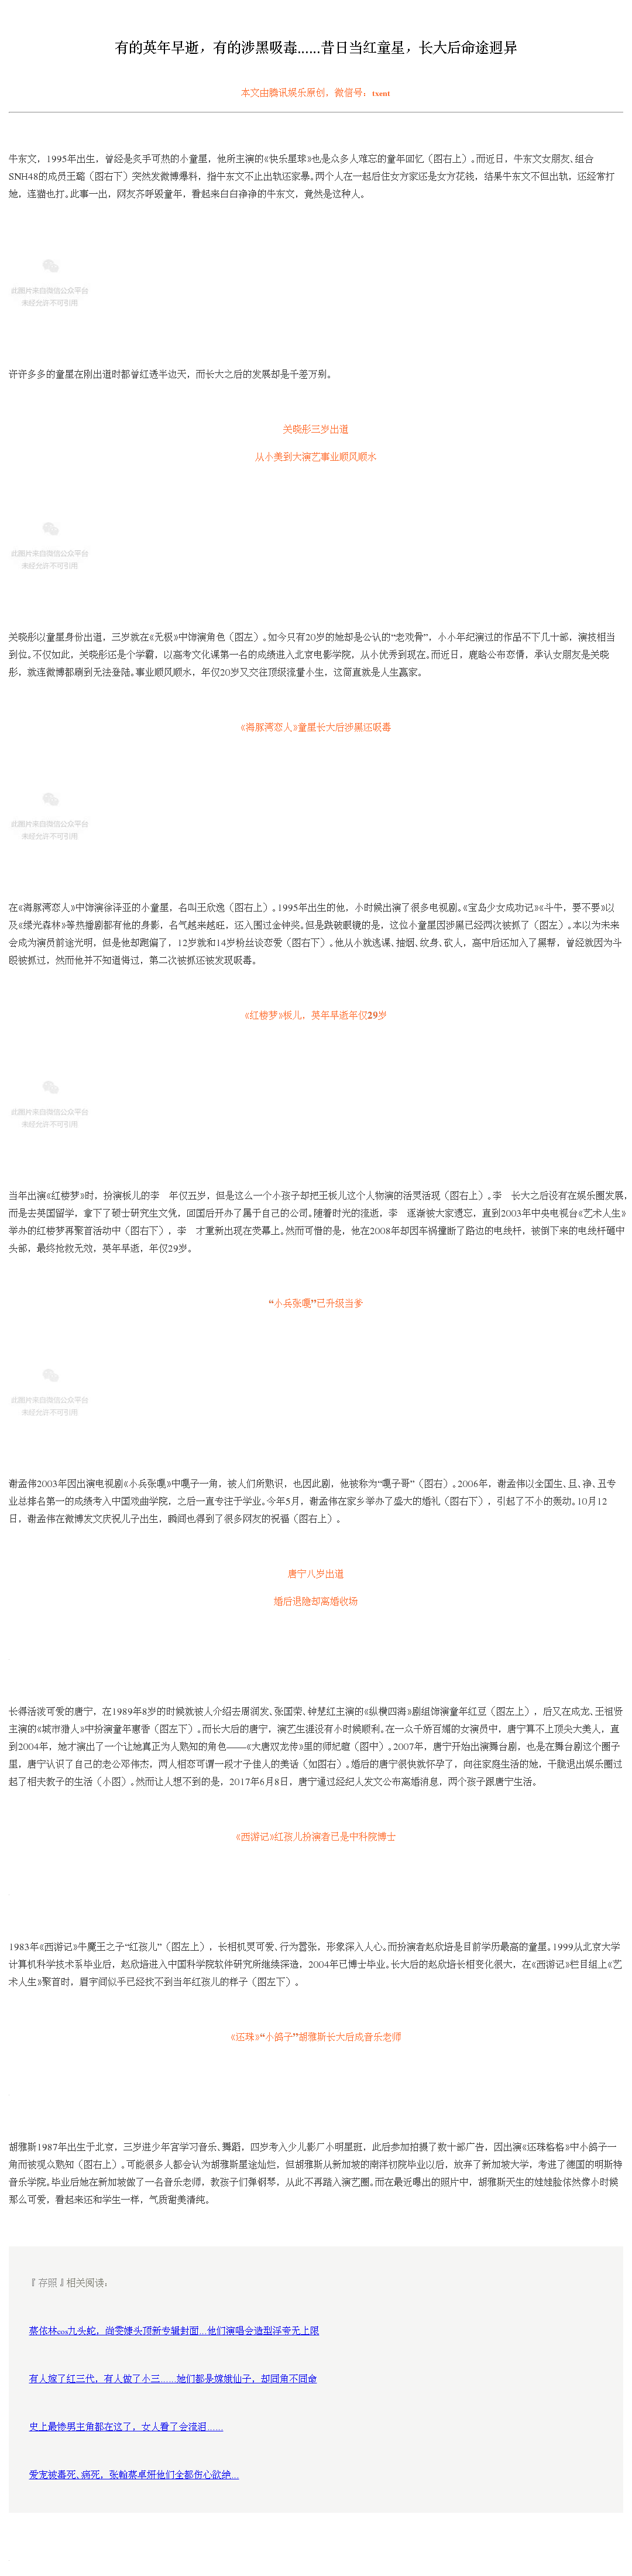 有的英年早逝，有的涉黑吸毒......昔日当红童星，长大后命途迥异
本文由腾讯娱乐原创，微信号：txent
牛东文，1995年出生，曾经是炙手可热的小童星，他所主演的《快乐星球》也是众多人难忘的童年回忆（图右上）。而近日，牛东文女朋友、组合
SNH48的成员王璐（图右下）突然发微博爆料，指牛东文不止出轨还家暴。两个人在一起后住女方家还是女方花钱，结果牛东文不但出轨，还经常打
她，连猫也打。此事一出，网友齐呼毁童年，看起来白白净净的牛东文，竟然是这种人。
此图片来自微信公众平台
未经允许不可引用
许许多多的童星在刚出道时都曾红透半边天，而长大之后的发展却是千差万别。
关晓彤三岁出道
从小美到大演艺事业顺风顺水
此图片来自微信公众平台
未经允许不可引用
关晓彤以童星身份出道，三岁就在《无极》中饰演角色（图左）。如今只有20岁的她却是公认的“老戏骨”，小小年纪演过的作品不下几十部，演技相当
到位。不仅如此，关晓彤还是个学霸，以高考文化课第一名的成绩进入北京电影学院，从小优秀到现在。而近日，鹿晗公布恋情，承认女朋友是关晓
彤，就连微博都刷到无法登陆。事业顺风顺水，年仅20岁又交往顶级流量小生，这简直就是人生赢家。
《海豚湾恋人》童星长大后涉黑还吸毒
此图片来自微信公众平台
未经允许不可引用
在《海豚湾恋人》中饰演徐泽亚的小童星，名叫王欣逸（图右上）。1995年出生的他，小时候出演了很多电视剧。《宝岛少女成功记》《斗牛，要不要》以
及《绿光森林》等热播剧都有他的身影，名气越来越旺，还入围过金钟奖。但是跌破眼镜的是，这位小童星因涉黑已经两次被抓了（图左）。本以为未来
会成为演员前途光明，但是他却跑偏了，12岁就和14岁粉丝谈恋爱（图右下）。他从小就逃课、抽烟、纹身、砍人，高中后还加入了黑帮，曾经就因为斗
殴被抓过，然而他并不知道悔过，第二次被抓还被发现吸毒。
《红楼梦》板儿，英年早逝年仅29岁
此图片来自微信公众平台
未经允许不可引用
当年出演《红楼梦》时，扮演板儿的李　年仅五岁，但是这么一个小孩子却把王板儿这个人物演的活灵活现（图右上）。李　长大之后没有在娱乐圈发展，
而是去英国留学，拿下了硕士研究生文凭，回国后开办了属于自己的公司。随着时光的流逝，李　逐渐被大家遗忘，直到2003年中央电视台《艺术人生》
举办的红楼梦再聚首活动中（图右下），李　才重新出现在荧幕上。然而可惜的是，他在2008年却因车祸撞断了路边的电线杆，被倒下来的电线杆砸中
头部，最终抢救无效，英年早逝，年仅29岁。
“小兵张嘎”已升级当爹
此图片来自微信公众平台
未经允许不可引用
谢孟伟2003年因出演电视剧《小兵张嘎》中嘎子一角，被人们所熟识，也因此剧，他被称为“嘎子哥”（图右）。2006年，谢孟伟以全国生、旦、净、丑专
业总排名第一的成绩考入中国戏曲学院，之后一直专注于学业。今年5月，谢孟伟在家乡举办了盛大的婚礼（图右下），引起了不小的轰动。10月12
日，谢孟伟在微博发文庆祝儿子出生，瞬间也得到了很多网友的祝福（图右上）。
唐宁八岁出道
婚后退隐却离婚收场
长得活泼可爱的唐宁，在1989年8岁的时候就被人介绍去周润发、张国荣、钟楚红主演的《纵横四海》剧组饰演童年红豆（图左上），后又在成龙、王祖贤
主演的《城市猎人》中扮演童年惠香（图左下）。而长大后的唐宁，演艺生涯没有小时候顺利。在一众千娇百媚的女演员中，唐宁算不上顶尖大美人，直
到2004年，她才演出了一个让她真正为人熟知的角色——《大唐双龙传》里的师妃暄（图中）。2007年，唐宁开始出演舞台剧，也是在舞台剧这个圈子
里，唐宁认识了自己的老公邓伟杰，两人相恋可谓一段才子佳人的美话（如图右）。婚后的唐宁很快就怀孕了，向往家庭生活的她，干脆退出娱乐圈过
起了相夫教子的生活（小图）。然而让人想不到的是，2017年6月8日，唐宁通过经纪人发文公布离婚消息，两个孩子跟唐宁生活。
《西游记》红孩儿扮演者已是中科院博士
1983年《西游记》牛魔王之子“红孩儿”（图左上），长相机灵可爱、行为嚣张，形象深入人心。而扮演者赵欣培是目前学历最高的童星。1999从北京大学
计算机科学技术系毕业后，赵欣培进入中国科学院软件研究所继续深造，2004年已博士毕业。长大后的赵欣培长相变化很大，在《西游记》栏目组上《艺
术人生》聚首时，眉宇间似乎已经找不到当年红孩儿的样子（图左下）。
《还珠》“小鸽子”胡雅斯长大后成音乐老师
胡雅斯1987年出生于北京，三岁进少年宫学习音乐、舞蹈，四岁考入少儿影厂小明星班，此后参加拍摄了数十部广告，因出演《还珠格格》中小鸽子一
角而被观众熟知（图右上）。可能很多人都会认为胡雅斯星途灿烂，但胡雅斯从新加坡的南洋初院毕业以后，放弃了新加坡大学，考进了德国的明斯特
音乐学院。毕业后她在新加坡做了一名音乐老师，教孩子们弹钢琴，从此不再踏入演艺圈。而在最近曝出的照片中，胡雅斯天生的娃娃脸依然像小时候
那么可爱，看起来还和学生一样，气质甜美清纯。
『存照』相关阅读：
蔡依林cos九头蛇，尚雯婕头顶新专辑封面...他们演唱会造型浮夸无上限
有人嫁了红三代，有人做了小三......她们都是嫦娥仙子，却同角不同命
史上最惨男主角都在这了，女人看了会流泪......
爱宠被毒死、病死，张翰蔡卓妍他们全都伤心欲绝...